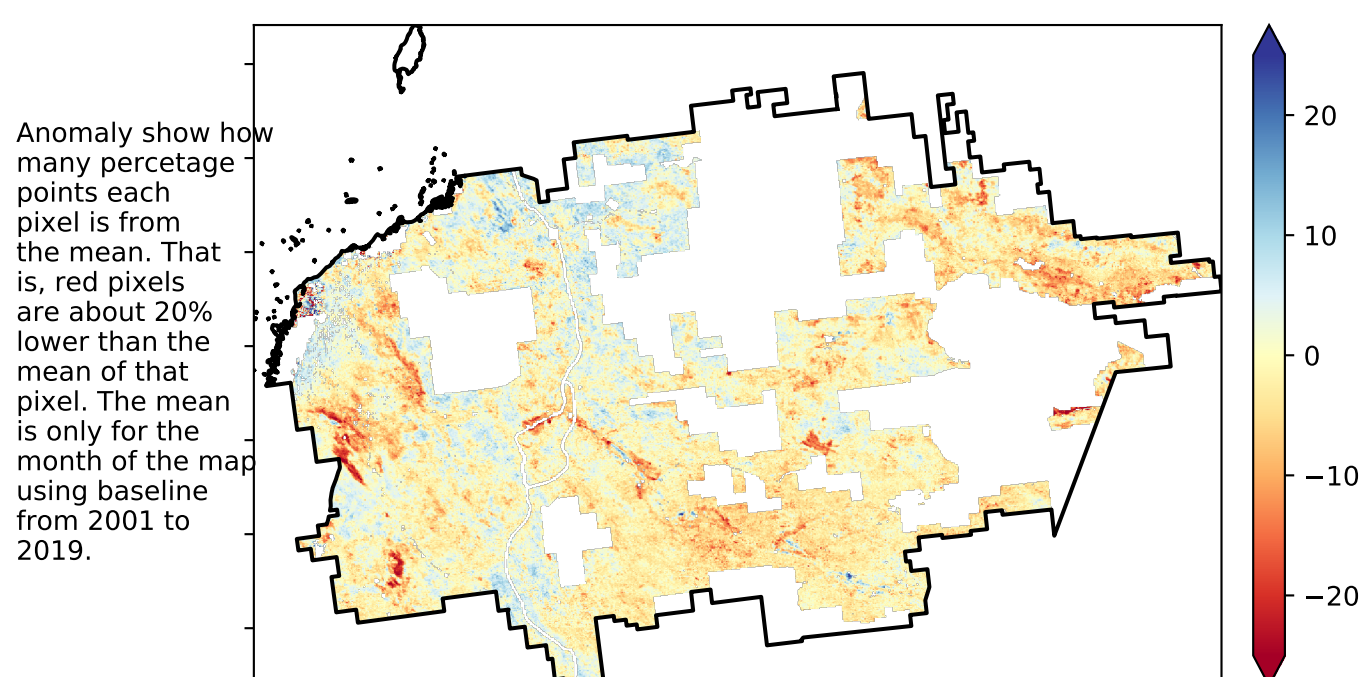 Anomaly show how
many percetage
points each
pixel is from
the mean. That
is, red pixels
are about 20%
lower than the
mean of that
pixel. The mean
is only for the
month of the map
using baseline
from 2001 to
2019.
20
10
0
−10
−20